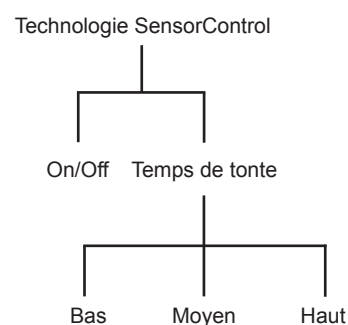 Technologie SensorControl
On/Off Temps de tonte
Bas Moyen Haut